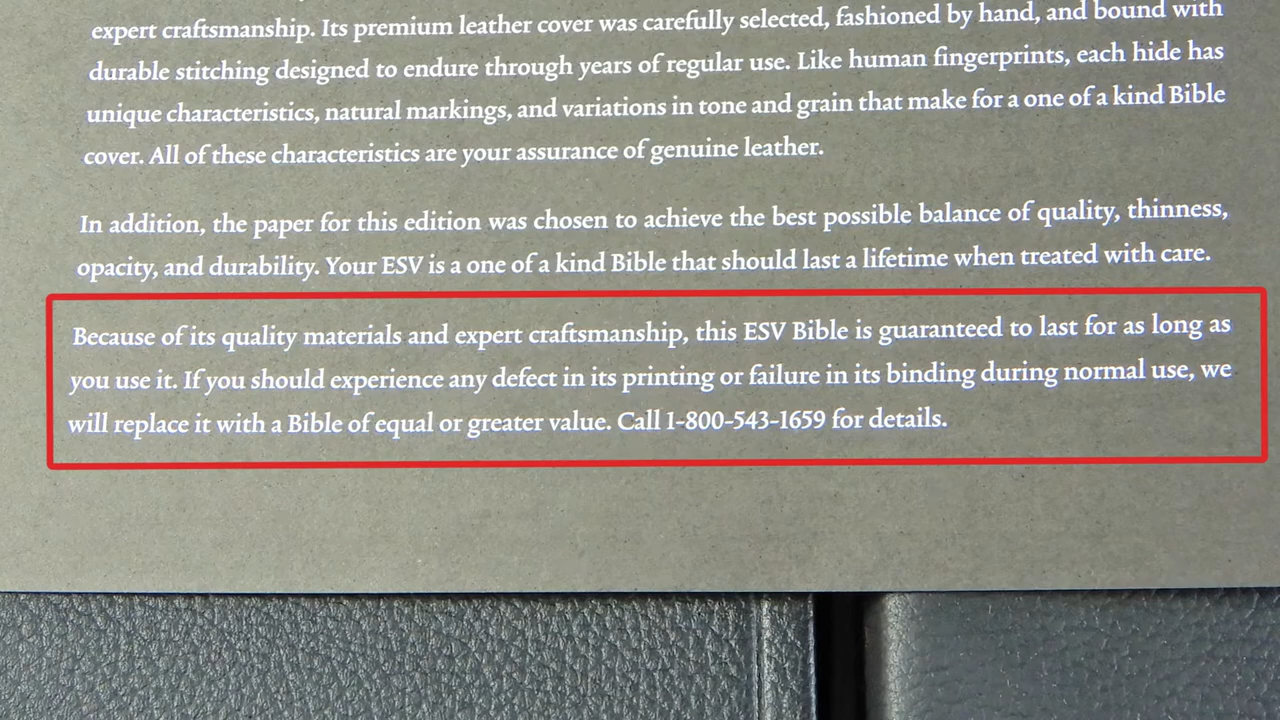 expert craftsmanship. Its premium leather cover was carefully selected, fashioned by hand, and bound with
durable stitching designed to endure through years of regular use. Like human fingerprints, each hide has
unique characteristics, natural markings, and variations in tone and grain that make for a one of a kind Bible
cover. All of these characteristics are your assurance of genuine leather.
In addition, the paper for this edition was chosen to achieve the best possible balance of quality, thinness,
opacity, and durability. Your ESV is a one of a kind Bible that should last a lifetime when treated with care.
Because of its quality materials and expert craftsmanship, this ESV Bible is guaranteed to last for as long as
you use it. If you should experience any defect in its printing or failure in its binding during normal use, we
will replace it with a Bible of equal or greater value. Call 1-800-543-1659 for details.